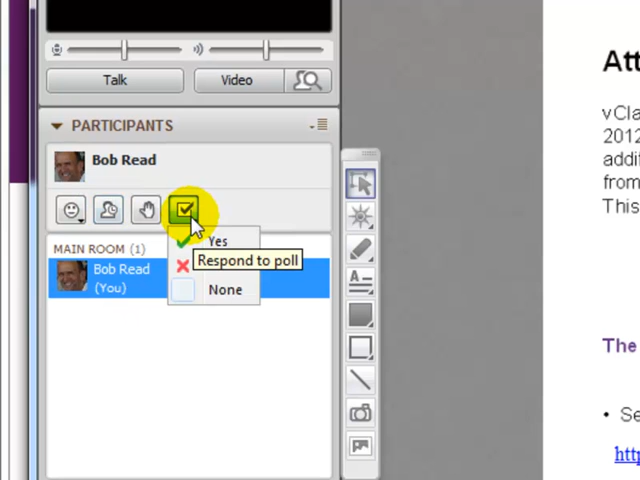 Talk
Video
PARTICIPANTS
Bob Read
MAIN ROOM (1)
Bob Read
(You)
Yes
Respond to poll
None
Att
vCla
2012
addi
from
This
The
• Se
http